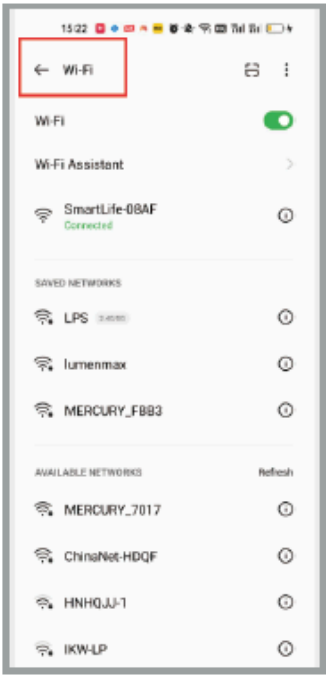 15:22
Wi-Fi
Wi-Fi
Wi-Fi Assistant
SmartLife-08AF
Connected
SAVED NETWORKS
LPS
lumenmax
MERCURY_FBB3
AVAILABLE NETWORKS Refresh
MERCURY_7017
ChinaNet-HDQF
HNHQJJ-1
IKW-LP